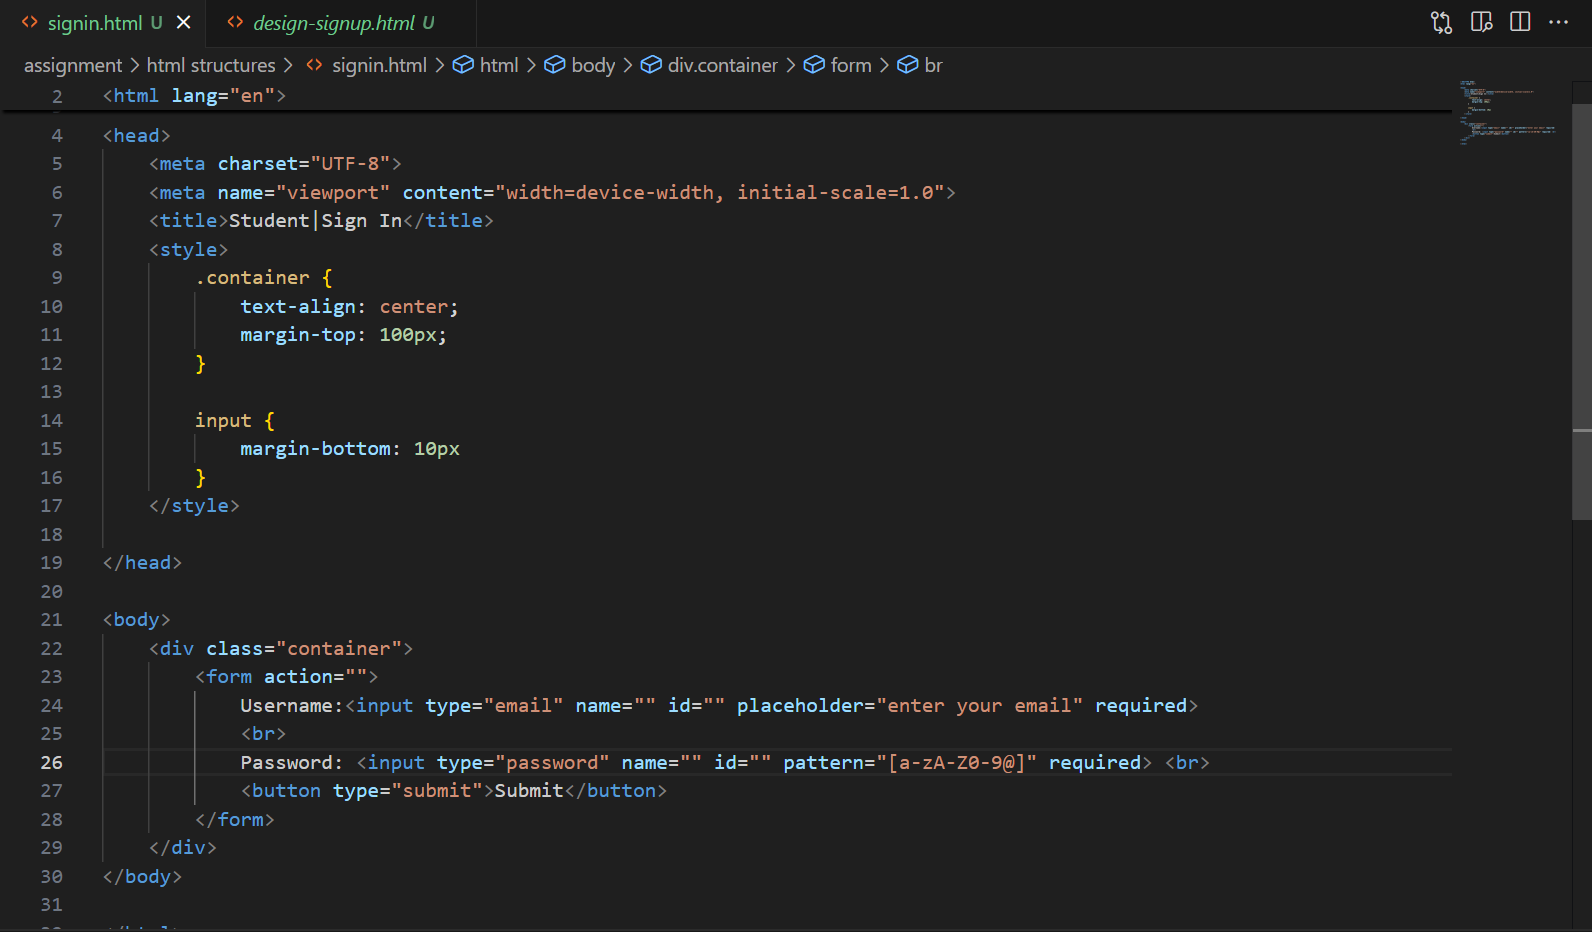 signin.html U
design-signup.html U
assignment > html structures > signin.html > html > body > div.container > form > br
2 <html lang="en">
4 <head>
5 <meta charset="UTF-8">
6 <meta name="viewport" content="width=device-width, initial-scale=1.0">
7 <title>Student|Sign In</title>
8 <style>
9 .container {
10 text-align: center;
11 margin-top: 100px;
12 }
13
14 input {
15 margin-bottom: 10px
16 }
17 </style>
18
19 </head>
20
21 <body>
22 <div class="container">
23 <form action="">
24 Username:<input type="email" name="" id="" placeholder="enter your email" required>
25 <br>
26 Password: <input type="password" name="" id="" pattern="[a-zA-Z0-9@]" required> <br>
27 <button type="submit">Submit</button>
28 </form>
29 </div>
30 </body>
31